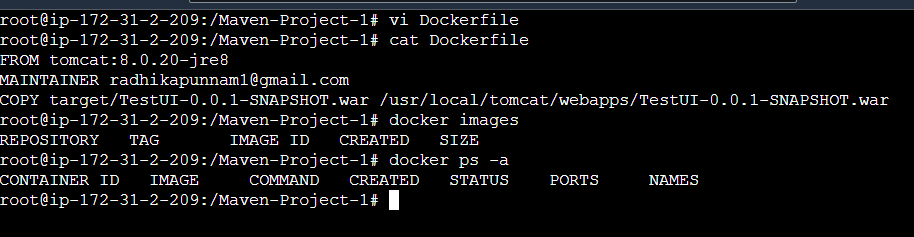 root@ip-172-31-2-209:/Maven-Project-1# vi Dockerfile
root@ip-172-31-2-209:/Maven-Project-1# cat Dockerfile
FROM tomcat:8.0.20-jre8
MAINTAINER radhikapunnam1@gmail.com
COPY target/TestUI-0.0.1-SNAPSHOT.war /usr/local/tomcat/webapps/TestUI-0.0.1-SNAPSHOT.war
root@ip-172-31-2-209:/Maven-Project-1# docker images
REPOSITORY   TAG       IMAGE ID   CREATED   SIZE
root@ip-172-31-2-209:/Maven-Project-1# docker ps -a
CONTAINER ID   IMAGE     COMMAND   CREATED   STATUS    PORTS     NAMES
root@ip-172-31-2-209:/Maven-Project-1#